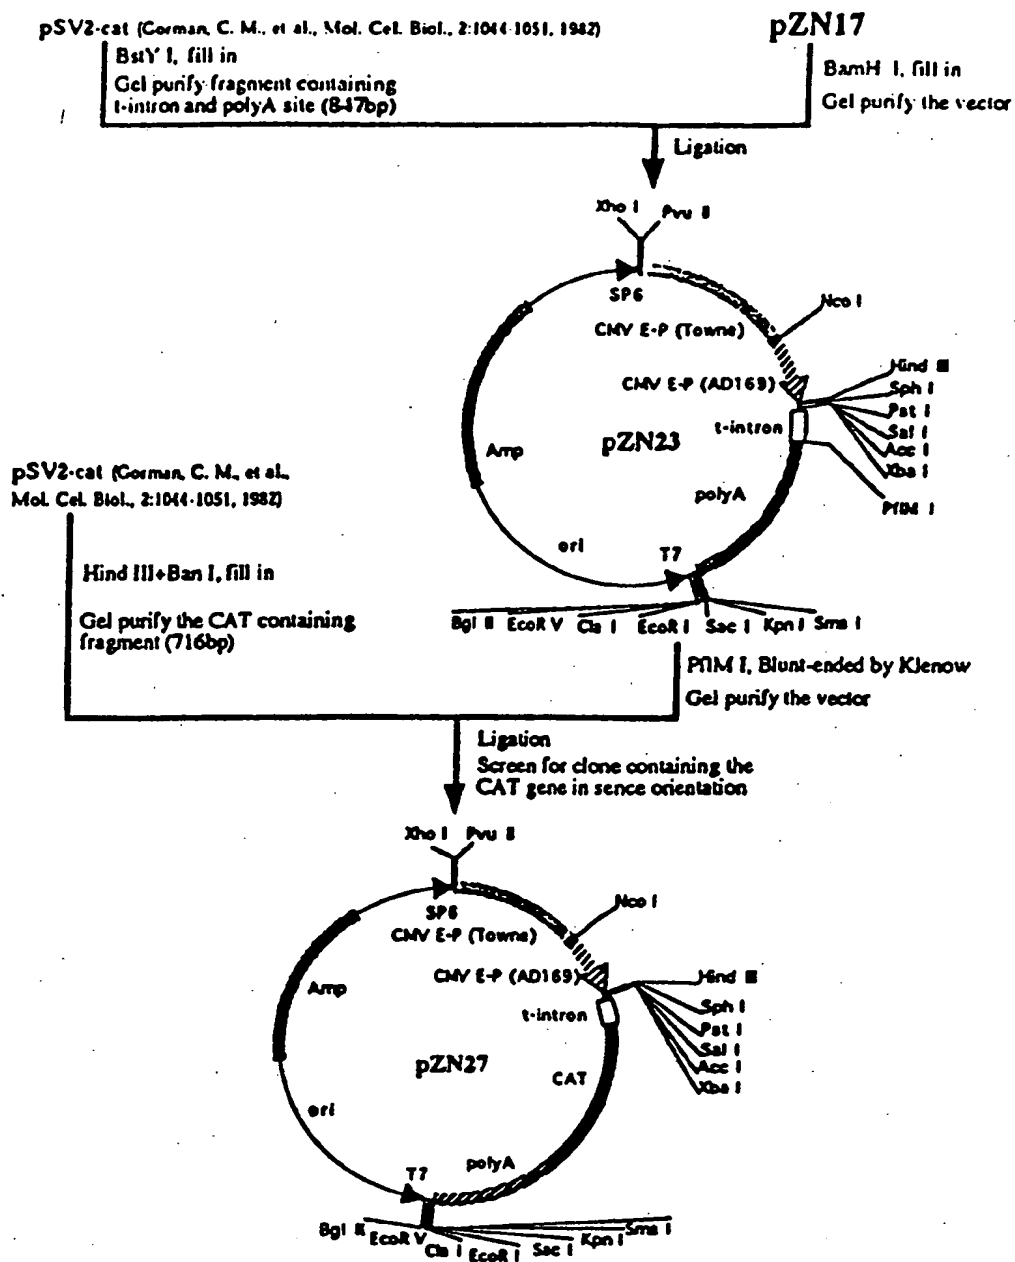 pSV2-cat (Gorman, C. M., et al., Mol. Cel. Biol., 2:1044-1051, 1982)
pZN17
BstY I, fill in
Gel purify fragment containing
t-intron and polyA site (847bp)
BamH I, fill in
Gel purify the vector
Ligation
Xho I
Pvu II
SP6
CMV E-P (Towne)
Nco I
CMV E-P (AD169)
Hind III
Sph I
Pst I
Sal I
Acc I
Xba I
PflM I
t-intron
pZN23
Amp
polyA
ori
T7
Bgl II
EcoR V
Cla I
EcoR I
Sac I
Kpn I
Sma I
pSV2-cat (Gorman, C. M., et al.,
Mol. Cel. Biol., 2:1044-1051, 1982)
Hind III+Ban I, fill in
Gel purify the CAT containing
fragment (716bp)
PflM I, Blunt-ended by Klenow
Gel purify the vector
Ligation
Screen for clone containing the
CAT gene in sence orientation
Xho I
Pvu II
SP6
CMV E-P (Towne)
Nco I
CMV E-P (AD169)
Hind III
Sph I
Pst I
Sal I
Acc I
Xba I
t-intron
Amp
pZN27
CAT
ori
polyA
T7
Bgl II
EcoR V
Cla I
EcoR I
Sac I
Kpn I
Sma I